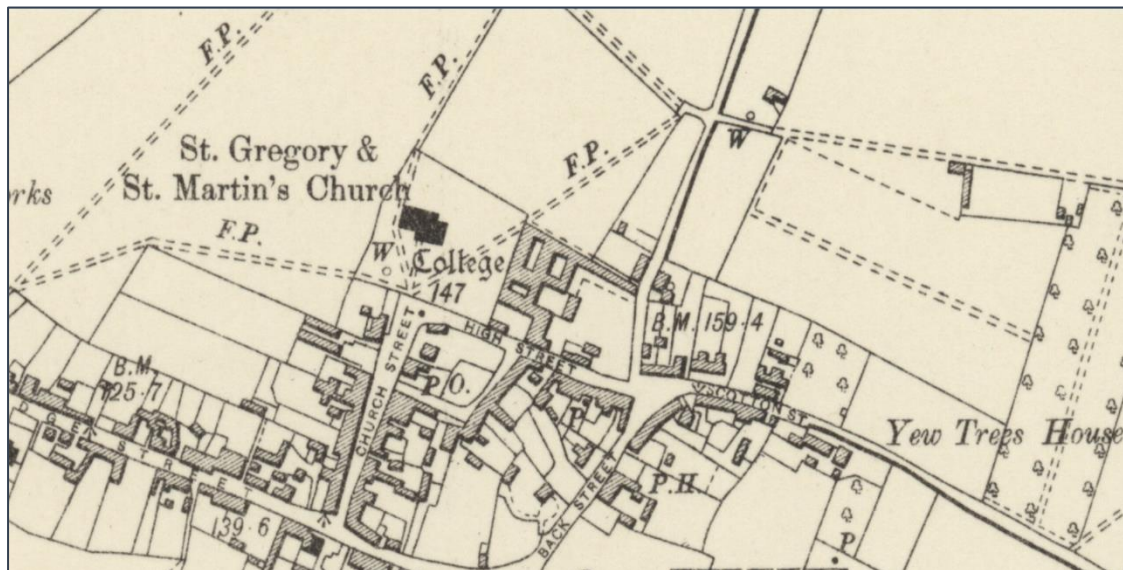 F.P.
F.P.
St. Gregory &
St. Martin's Church
F.P.
W
F.P.
W
College
147
CHURCH STREET
HIGH STREET
B.M. 159·4
B.M.
125·7
P.O.
P
SCOTTON ST.
Yew Trees House
BACK STREET
P.H.
139·6
P